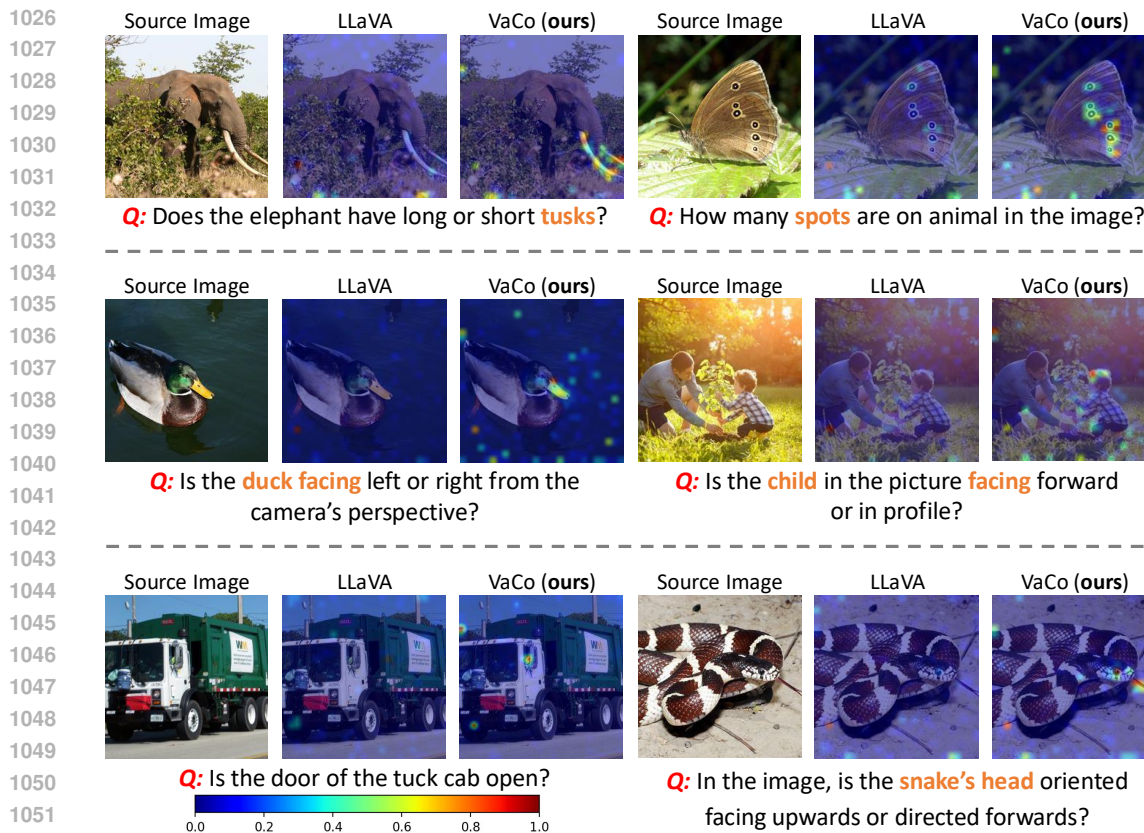 1026
1027
1028
1029
1030
1031
1032
1033
1034
1035
1036
1037
1038
1039
1040
1041
1042
1043
1044
1045
1046
1047
1048
1049
1050
1051
Source Image LLaVA VaCo (ours) Source Image LLaVA VaCo (ours)
Q: Does the elephant have long or short tusks? Q: How many spots are on animal in the image?
Source Image LLaVA VaCo (ours) Source Image LLaVA VaCo (ours)
Q: Is the duck facing left or right from the
camera's perspective?
Q: Is the child in the picture facing forward
or in profile?
Source Image LLaVA VaCo (ours) Source Image LLaVA VaCo (ours)
Q: Is the door of the tuck cab open?
0.0 0.2 0.4 0.6 0.8 1.0
Q: In the image, is the snake's head oriented
facing upwards or directed forwards?